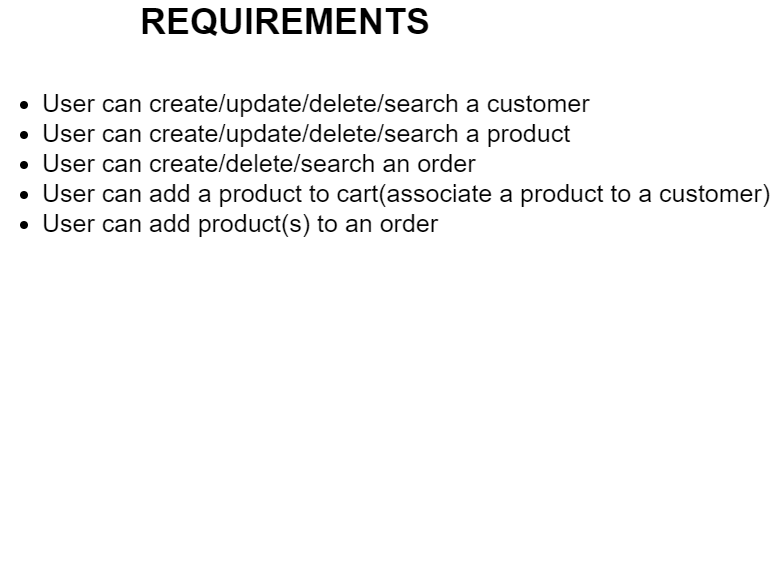 REQUIREMENTS
• User can create/update/delete/search a customer
• User can create/update/delete/search a product
• User can create/delete/search an order
• User can add a product to cart(associate a product to a customer)
• User can add product(s) to an order